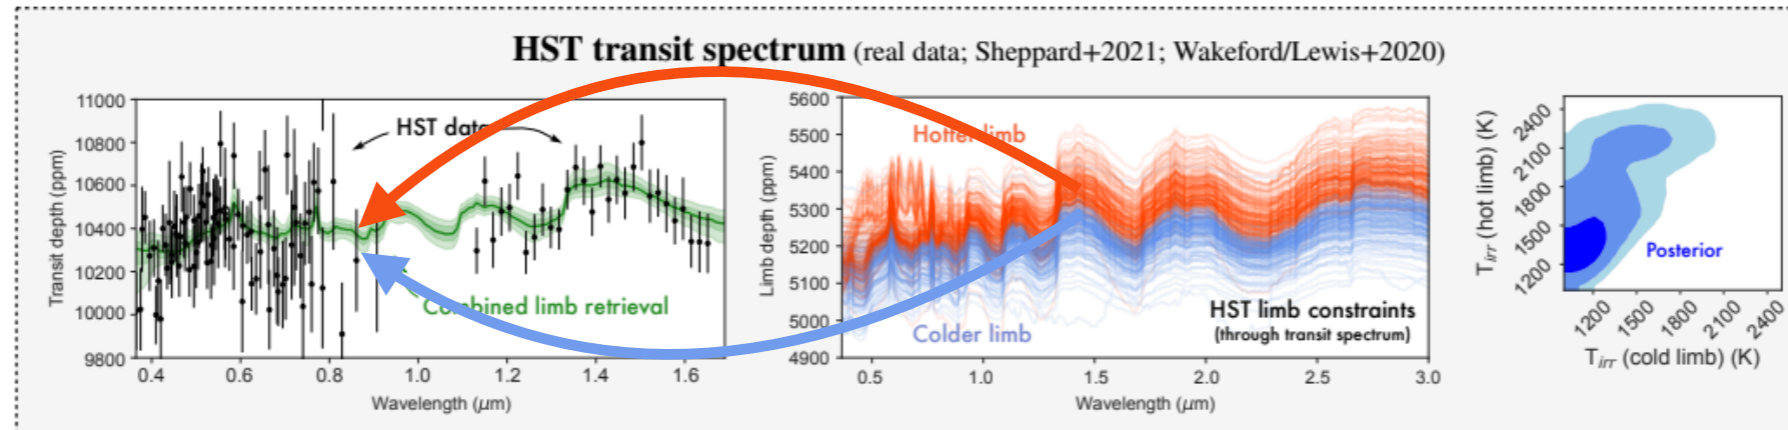 HST transit spectrum (real data; Sheppard+2021; Wakeford/Lewis+2020)
Transit depth (ppm)
11000
10800
10600
10400
10200
10000
9800
HST data
Combined limb retrieval
0.4 0.6 0.8 1.0 1.2 1.4 1.6
Wavelength (μm)
Limb depth (ppm)
5600
5500
5400
5300
5200
5100
5000
4900
Hotter limb
Colder limb
HST limb constraints
(through transit spectrum)
0.5 1.0 1.5 2.0 2.5 3.0
Wavelength (μm)
Tirr (hot limb) (K)
2400
2100
1800
1500
1200
Posterior
1200 1500 1800 2100 2400
Tirr (cold limb) (K)